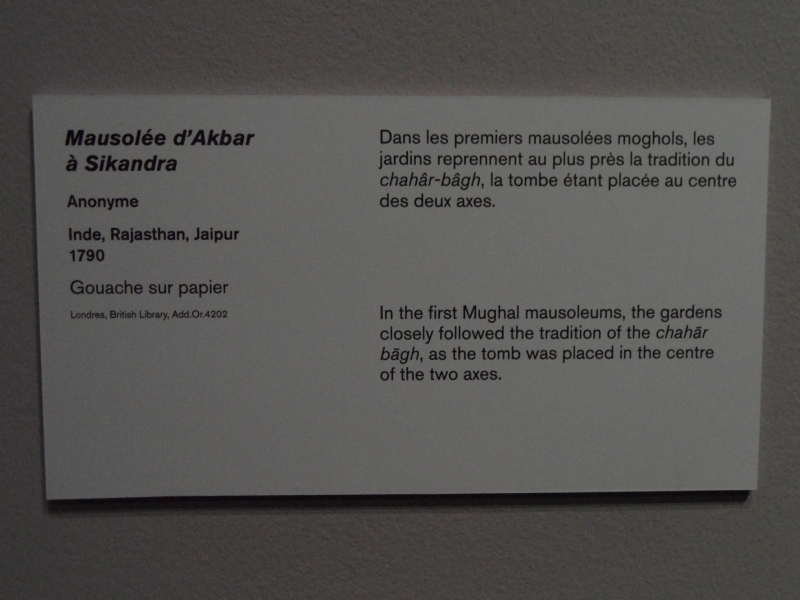 Mausolée d'Akbar
à Sikandra
Anonyme
Inde, Rajasthan, Jaipur
1790
Gouache sur papier
Londres, British Library, Add.Or.4202
Dans les premiers mausolées moghols, les
jardins reprennent au plus près la tradition du
chahâr-bâgh, la tombe étant placée au centre
des deux axes.
In the first Mughal mausoleums, the gardens
closely followed the tradition of the chahār
bāgh, as the tomb was placed in the centre
of the two axes.